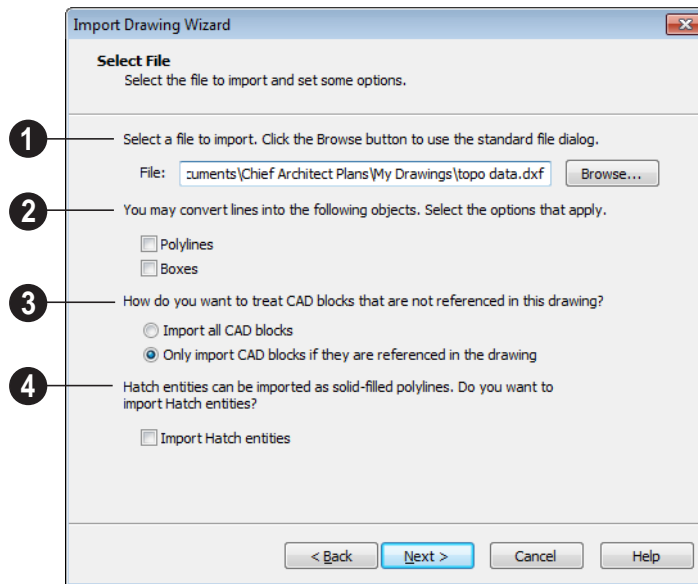 Import Drawing Wizard
Select File
Select the file to import and set some options.
1 Select a file to import. Click the Browse button to use the standard file dialog.
File: :uments\Chief Architect Plans\My Drawings\topo data.dxf Browse...
2 You may convert lines into the following objects. Select the options that apply.
Polylines
Boxes
3 How do you want to treat CAD blocks that are not referenced in this drawing?
Import all CAD blocks
Only import CAD blocks if they are referenced in the drawing
4 Hatch entities can be imported as solid-filled polylines. Do you want to
import Hatch entities?
Import Hatch entities
< Back Next > Cancel Help